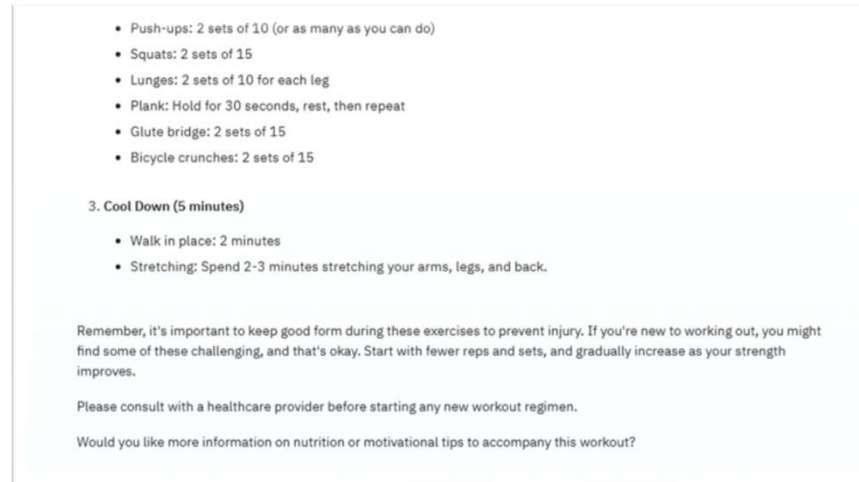 • Push-ups: 2 sets of 10 (or as many as you can do)
• Squats: 2 sets of 15
• Lunges: 2 sets of 10 for each leg
• Plank: Hold for 30 seconds, rest, then repeat
• Glute bridge: 2 sets of 15
• Bicycle crunches: 2 sets of 15
3. Cool Down (5 minutes)
• Walk in place: 2 minutes
• Stretching: Spend 2-3 minutes stretching your arms, legs, and back.
Remember, it's important to keep good form during these exercises to prevent injury. If you're new to working out, you might
find some of these challenging, and that's okay. Start with fewer reps and sets, and gradually increase as your strength
improves.
Please consult with a healthcare provider before starting any new workout regimen.
Would you like more information on nutrition or motivational tips to accompany this workout?